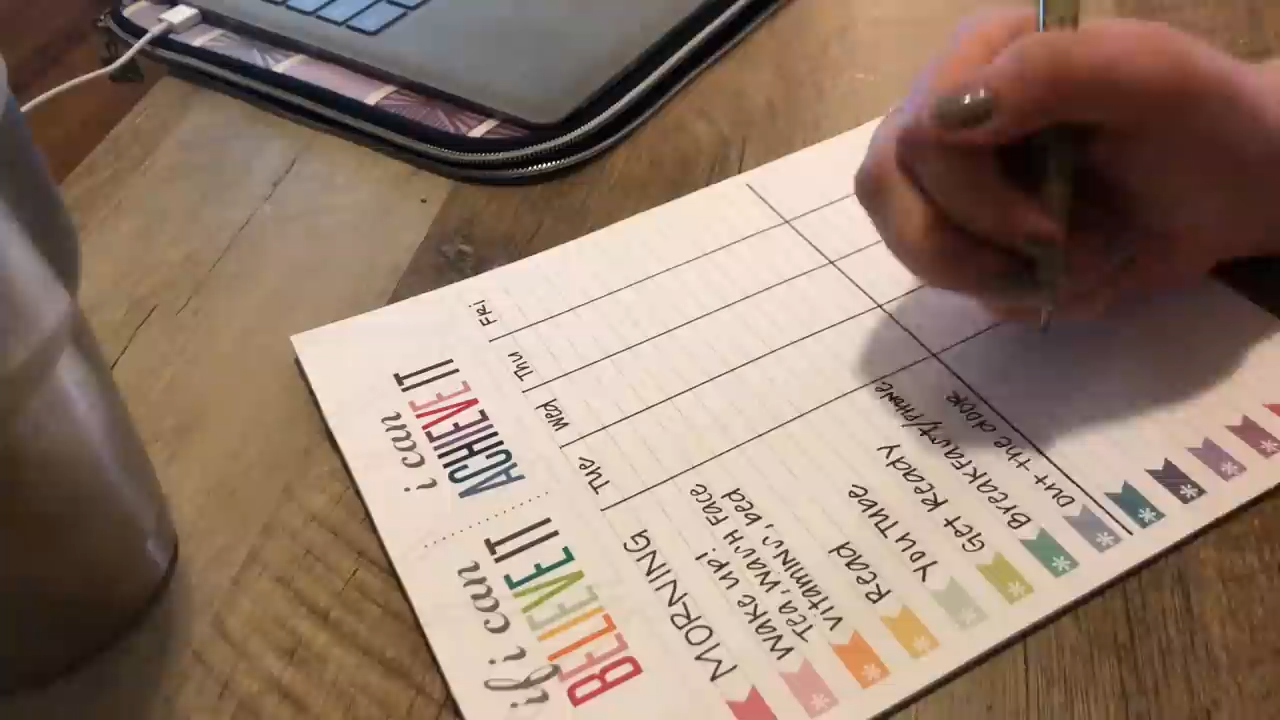 if i can
BELIEVE IT
i can
ACHIEVE IT
MORNING
Tue
Wed
Thu
Fri
Wake up!
Tea, wash Face
vitamins, bed
Read
YouTube
Get Ready
Breakfast/Phone
Out the door